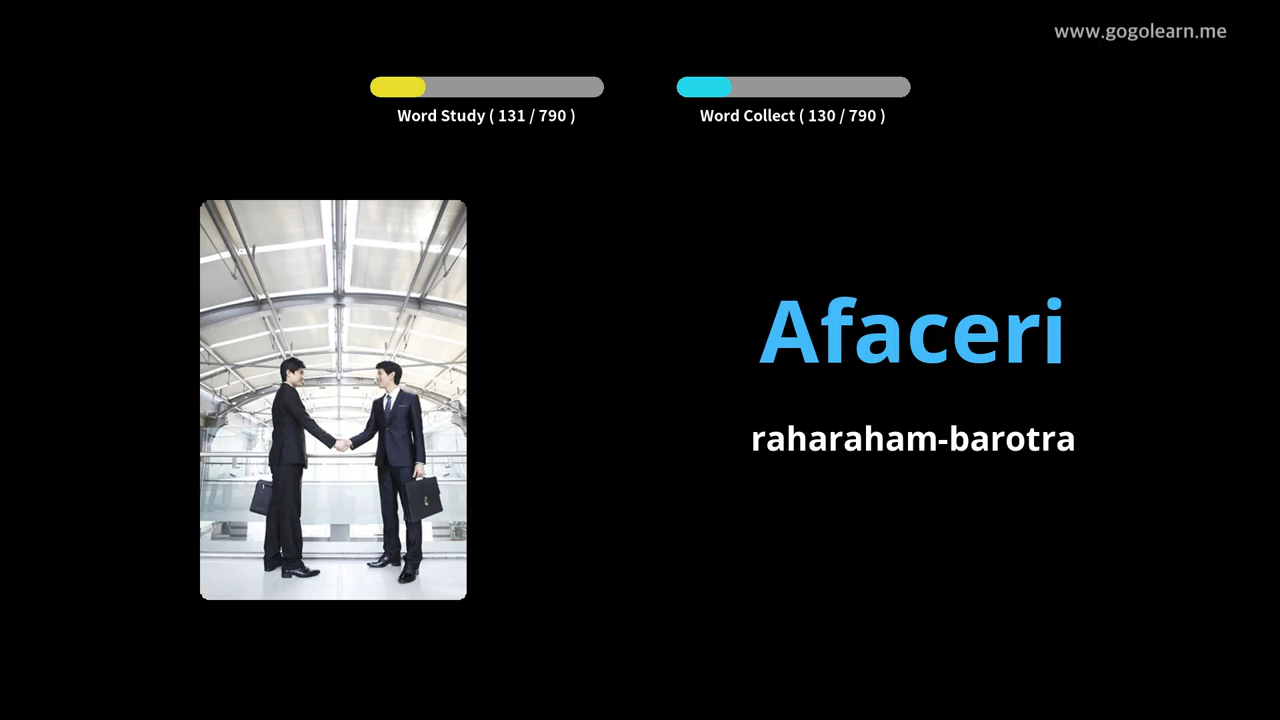 www.gogolearn.me
Word Study ( 131 / 790 )
Word Collect ( 130 / 790 )
Afaceri
raharaham-barotra